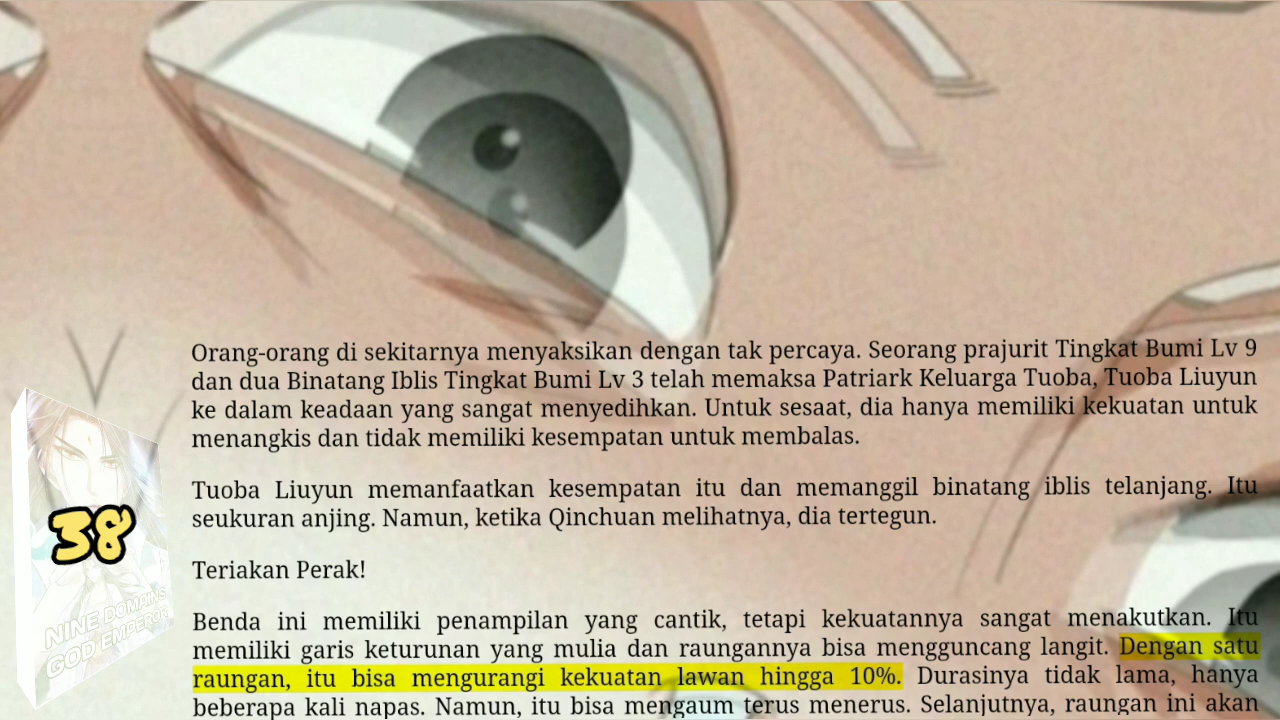 Orang-orang di sekitarnya menyaksikan dengan tak percaya. Seorang prajurit Tingkat Bumi Lv 9
dan dua Binatang Iblis Tingkat Bumi Lv 3 telah memaksa Patriark Keluarga Tuoba, Tuoba Liuyun
ke dalam keadaan yang sangat menyedihkan. Untuk sesaat, dia hanya memiliki kekuatan untuk
menangkis dan tidak memiliki kesempatan untuk membalas.
Tuoba Liuyun memanfaatkan kesempatan itu dan memanggil binatang iblis telanjang. Itu
seukuran anjing. Namun, ketika Qinchuan melihatnya, dia tertegun.
Teriakan Perak!
Benda ini memiliki penampilan yang cantik, tetapi kekuatannya sangat menakutkan. Itu
memiliki garis keturunan yang mulia dan raungannya bisa mengguncang langit. Dengan satu
raungan, itu bisa mengurangi kekuatan lawan hingga 10%. Durasinya tidak lama, hanya
beberapa kali napas. Namun, itu bisa mengaum terus menerus. Selanjutnya, raungan ini akan
38
NINE DOMAINS
GOD EMPEROR